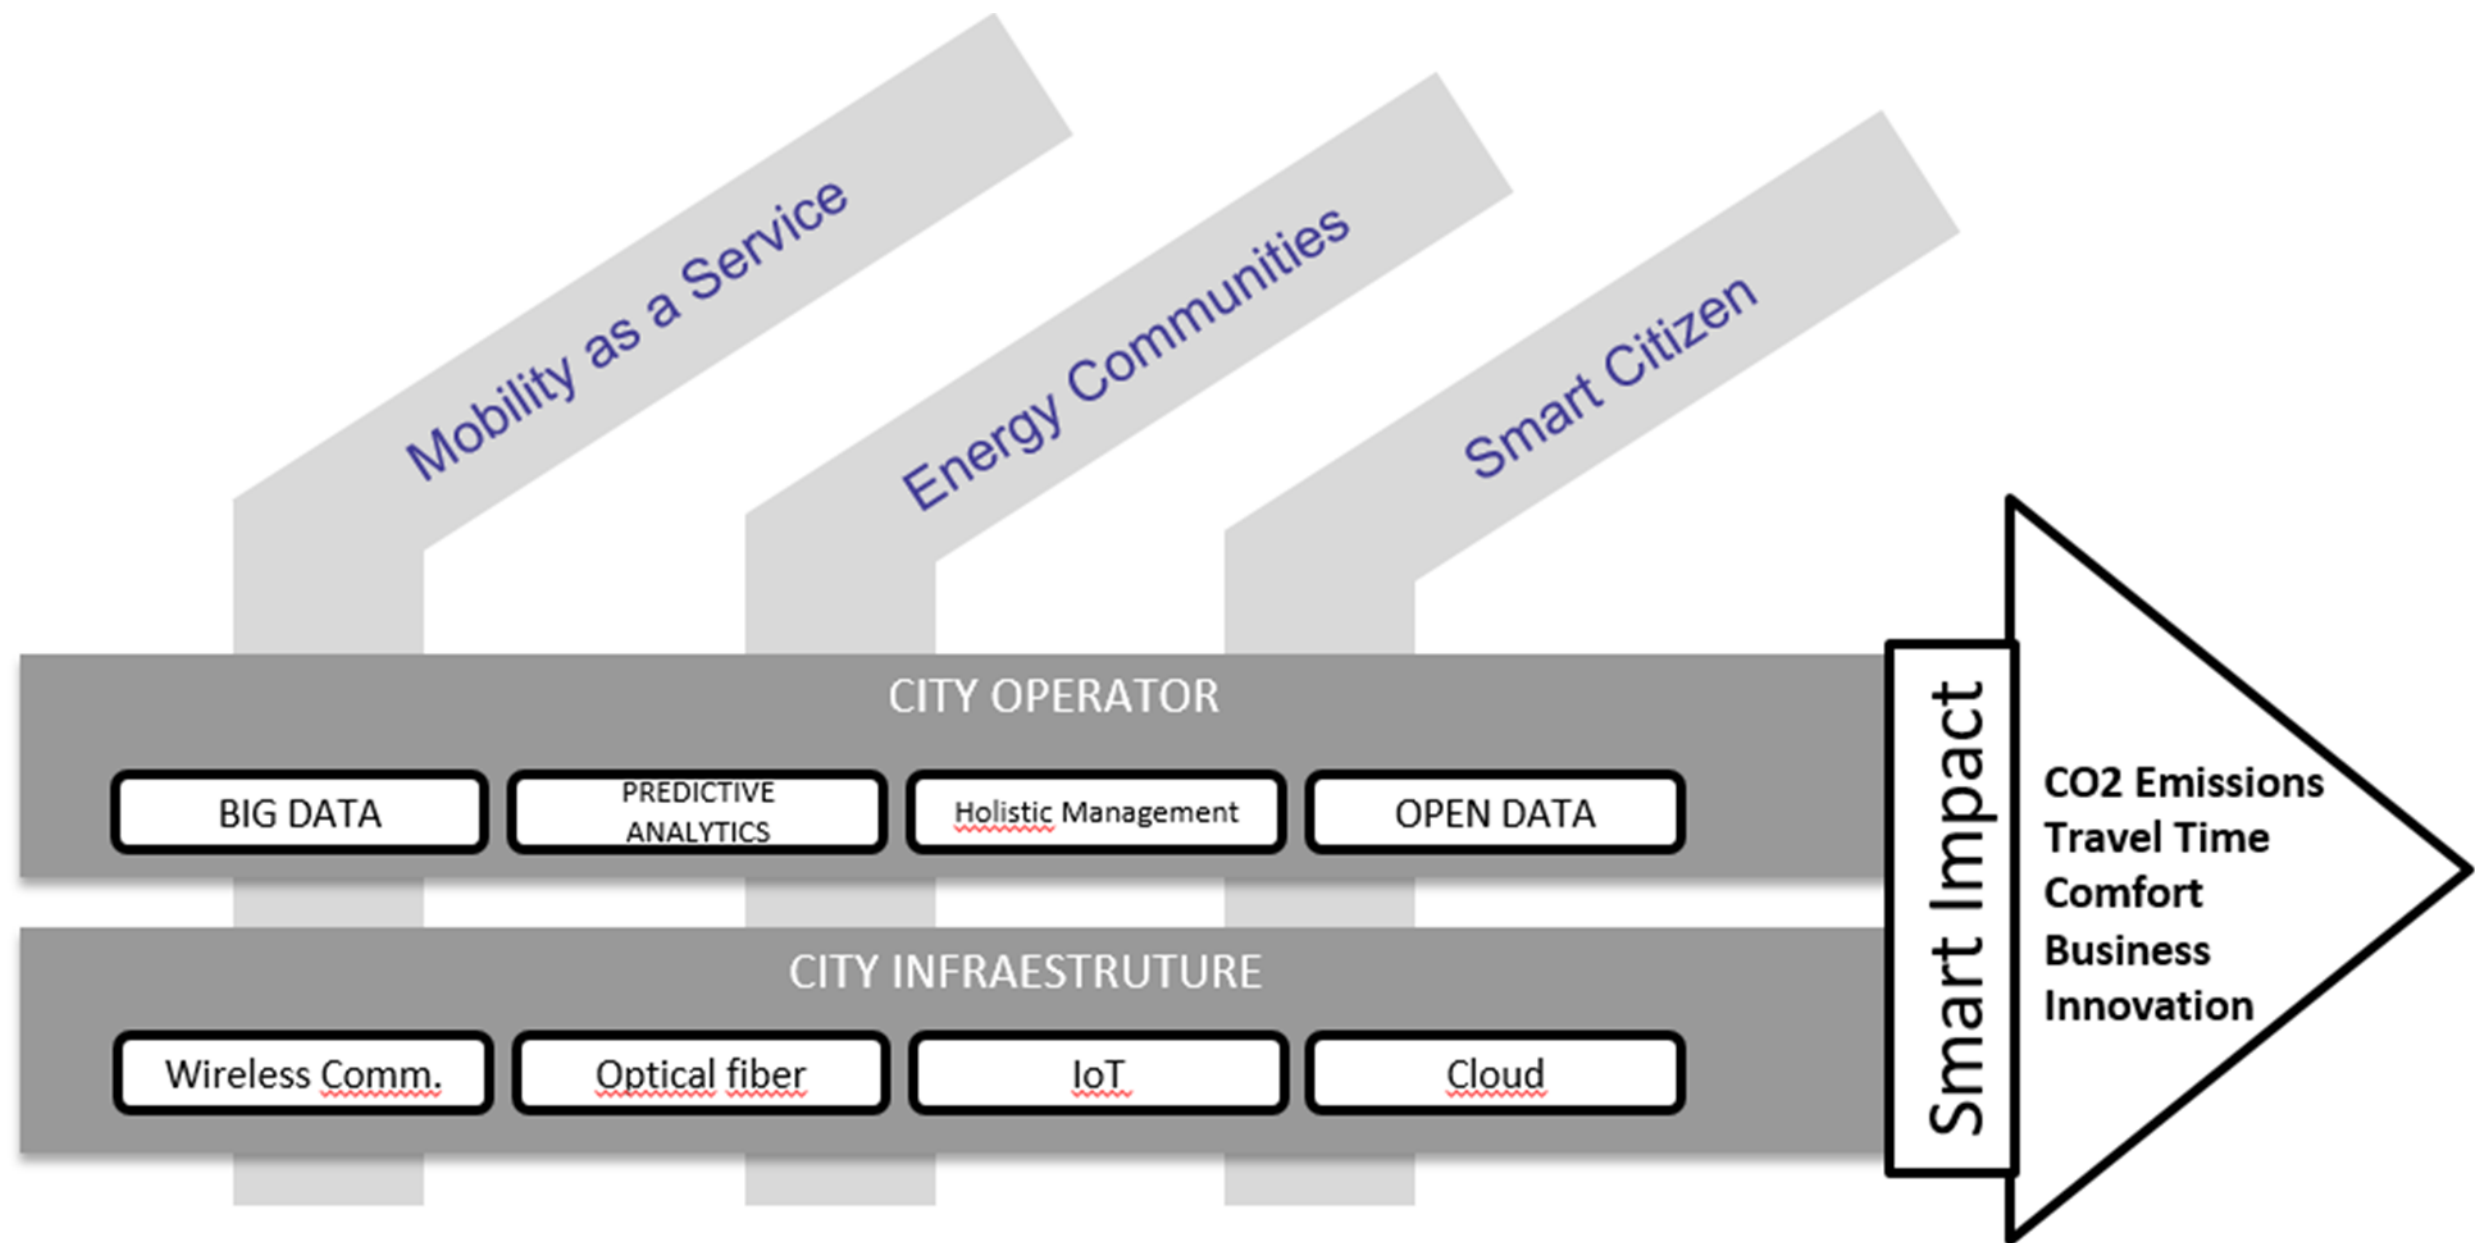 Mobility as a Service
Energy Communities
Smart Citizen
CITY OPERATOR
BIG DATA
PREDICTIVE
ANALYTICS
Holistic Management
OPEN DATA
CITY INFRAESTRUTURE
Wireless Comm.
Optical fiber
IoT
Cloud
Smart Impact
CO2 Emissions
Travel Time
Comfort
Business
Innovation